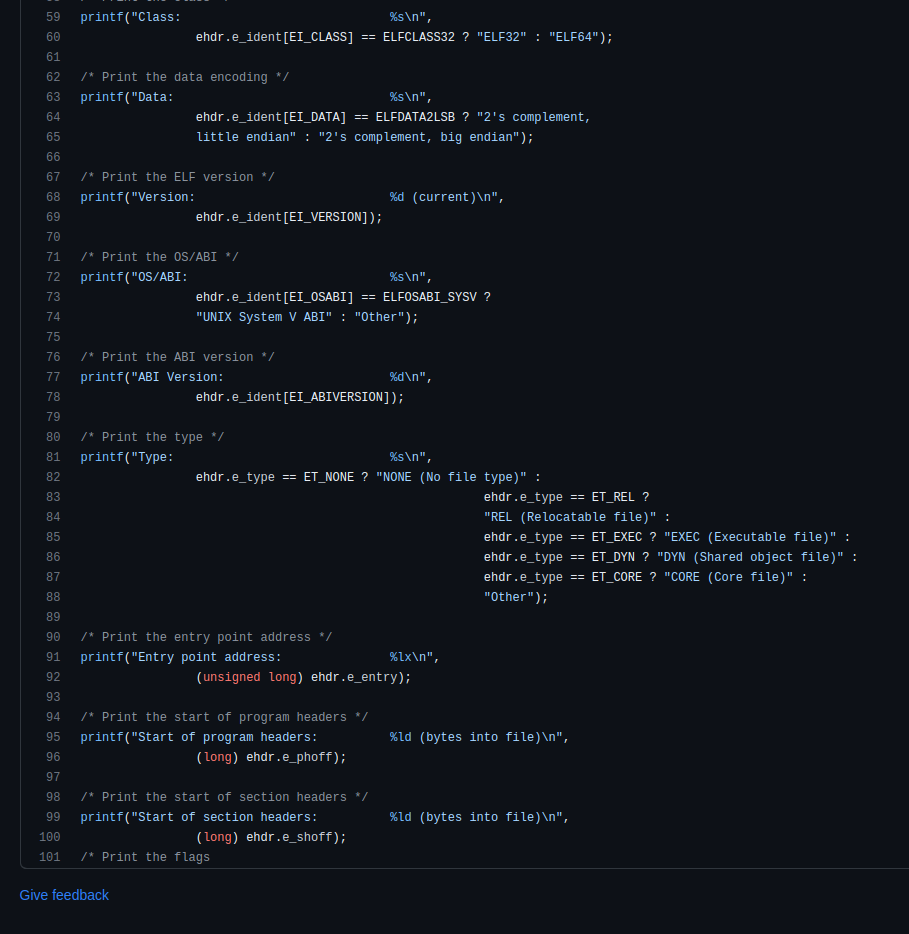 59 printf("Class:                             %s\n",
60                 ehdr.e_ident[EI_CLASS] == ELFCLASS32 ? "ELF32" : "ELF64");
61
62 /* Print the data encoding */
63 printf("Data:                              %s\n",
64                 ehdr.e_ident[EI_DATA] == ELFDATA2LSB ? "2's complement,
65                 little endian" : "2's complement, big endian");
66
67 /* Print the ELF version */
68 printf("Version:                           %d (current)\n",
69                 ehdr.e_ident[EI_VERSION]);
70
71 /* Print the OS/ABI */
72 printf("OS/ABI:                            %s\n",
73                 ehdr.e_ident[EI_OSABI] == ELFOSABI_SYSV ?
74                 "UNIX System V ABI" : "Other");
75
76 /* Print the ABI version */
77 printf("ABI Version:                       %d\n",
78                 ehdr.e_ident[EI_ABIVERSION]);
79
80 /* Print the type */
81 printf("Type:                              %s\n",
82                 ehdr.e_type == ET_NONE ? "NONE (No file type)" :
83                                                         ehdr.e_type == ET_REL ?
84                                                         "REL (Relocatable file)" :
85                                                         ehdr.e_type == ET_EXEC ? "EXEC (Executable file)" :
86                                                         ehdr.e_type == ET_DYN ? "DYN (Shared object file)" :
87                                                         ehdr.e_type == ET_CORE ? "CORE (Core file)" :
88                                                         "Other");
89
90 /* Print the entry point address */
91 printf("Entry point address:               %lx\n",
92                 (unsigned long) ehdr.e_entry);
93
94 /* Print the start of program headers */
95 printf("Start of program headers:          %ld (bytes into file)\n",
96                 (long) ehdr.e_phoff);
97
98 /* Print the start of section headers */
99 printf("Start of section headers:          %ld (bytes into file)\n",
100                 (long) ehdr.e_shoff);
101 /* Print the flags
Give feedback